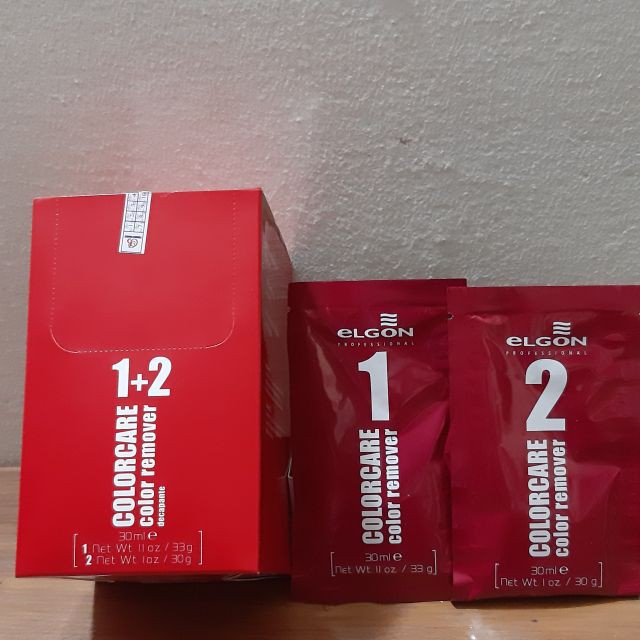 1+2
COLORCARE
color remover
decapante
30ml e
1 Net Wt. 1.1 oz / 33g
2 Net Wt. 1 oz / 30g
eLGON
PROFESSIONAL
1
COLORCARE
color remover
30ml e
Net Wt. 1.1 oz / 33 g
eLGON
PROFESSIONAL
2
COLORCARE
color remover
30ml e
Net Wt. 1 oz / 30 g